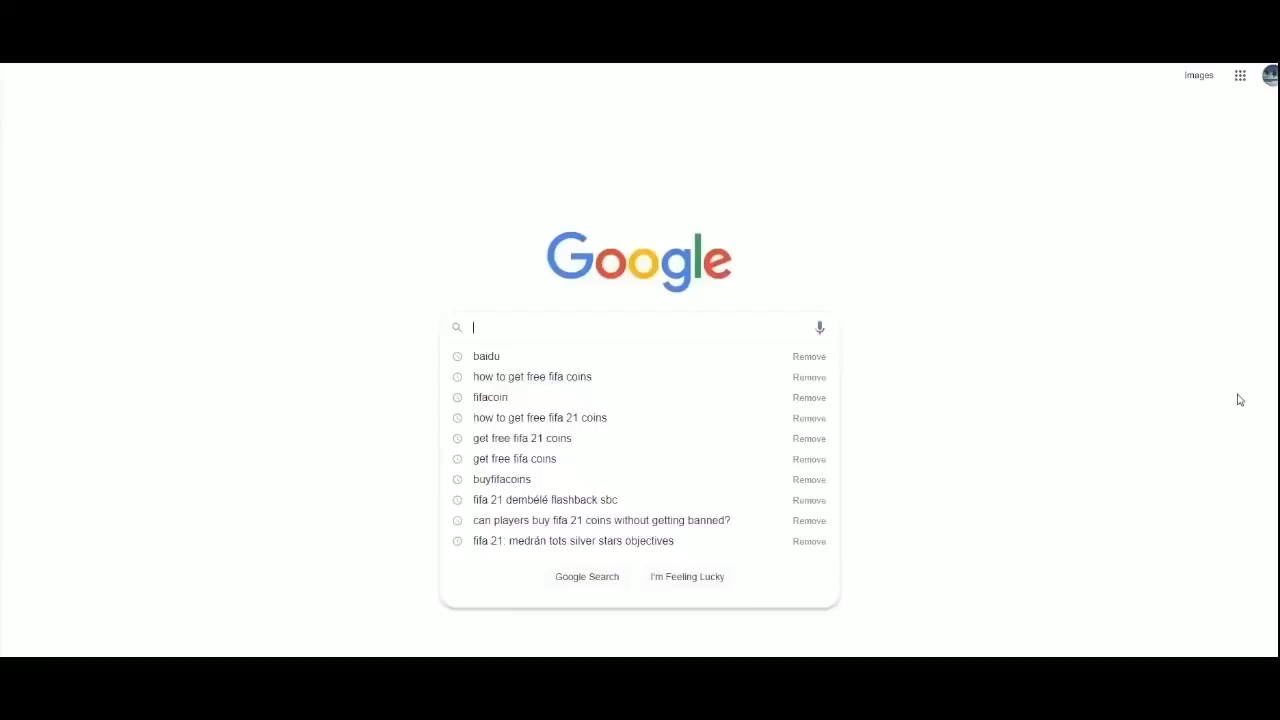 Images
Google
baidu Remove
how to get free fifa coins Remove
fifacoin Remove
how to get free fifa 21 coins Remove
get free fifa 21 coins Remove
get free fifa coins Remove
buyfifacoins Remove
fifa 21 dembélé flashback sbc Remove
can players buy fifa 21 coins without getting banned? Remove
fifa 21: medrán tots silver stars objectives Remove
Google Search I'm Feeling Lucky